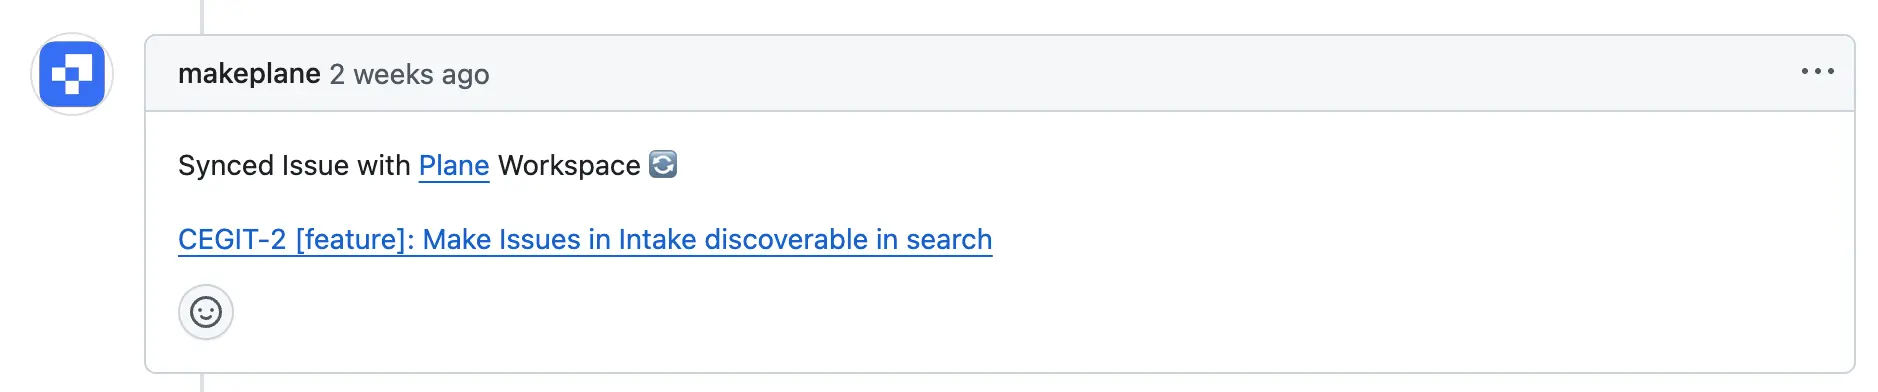 makeplane 2 weeks ago
Synced Issue with Plane Workspace 🔄
CEGIT-2 [feature]: Make Issues in Intake discoverable in search